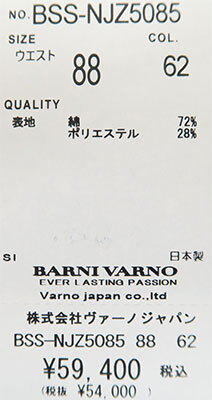 NO. BSS-NJZ5085
SIZE COL.
ウエスト 88 62
QUALITY
表地 綿 72%
ポリエステル 28%
SI 日本製
BARNI VARNO
EVER LASTING PASSION
Varno japan co.,ltd
株式会社ヴァーノジャパン
BSS-NJZ5085 88 62
¥59,400 税込
(税抜 ¥54,000 )